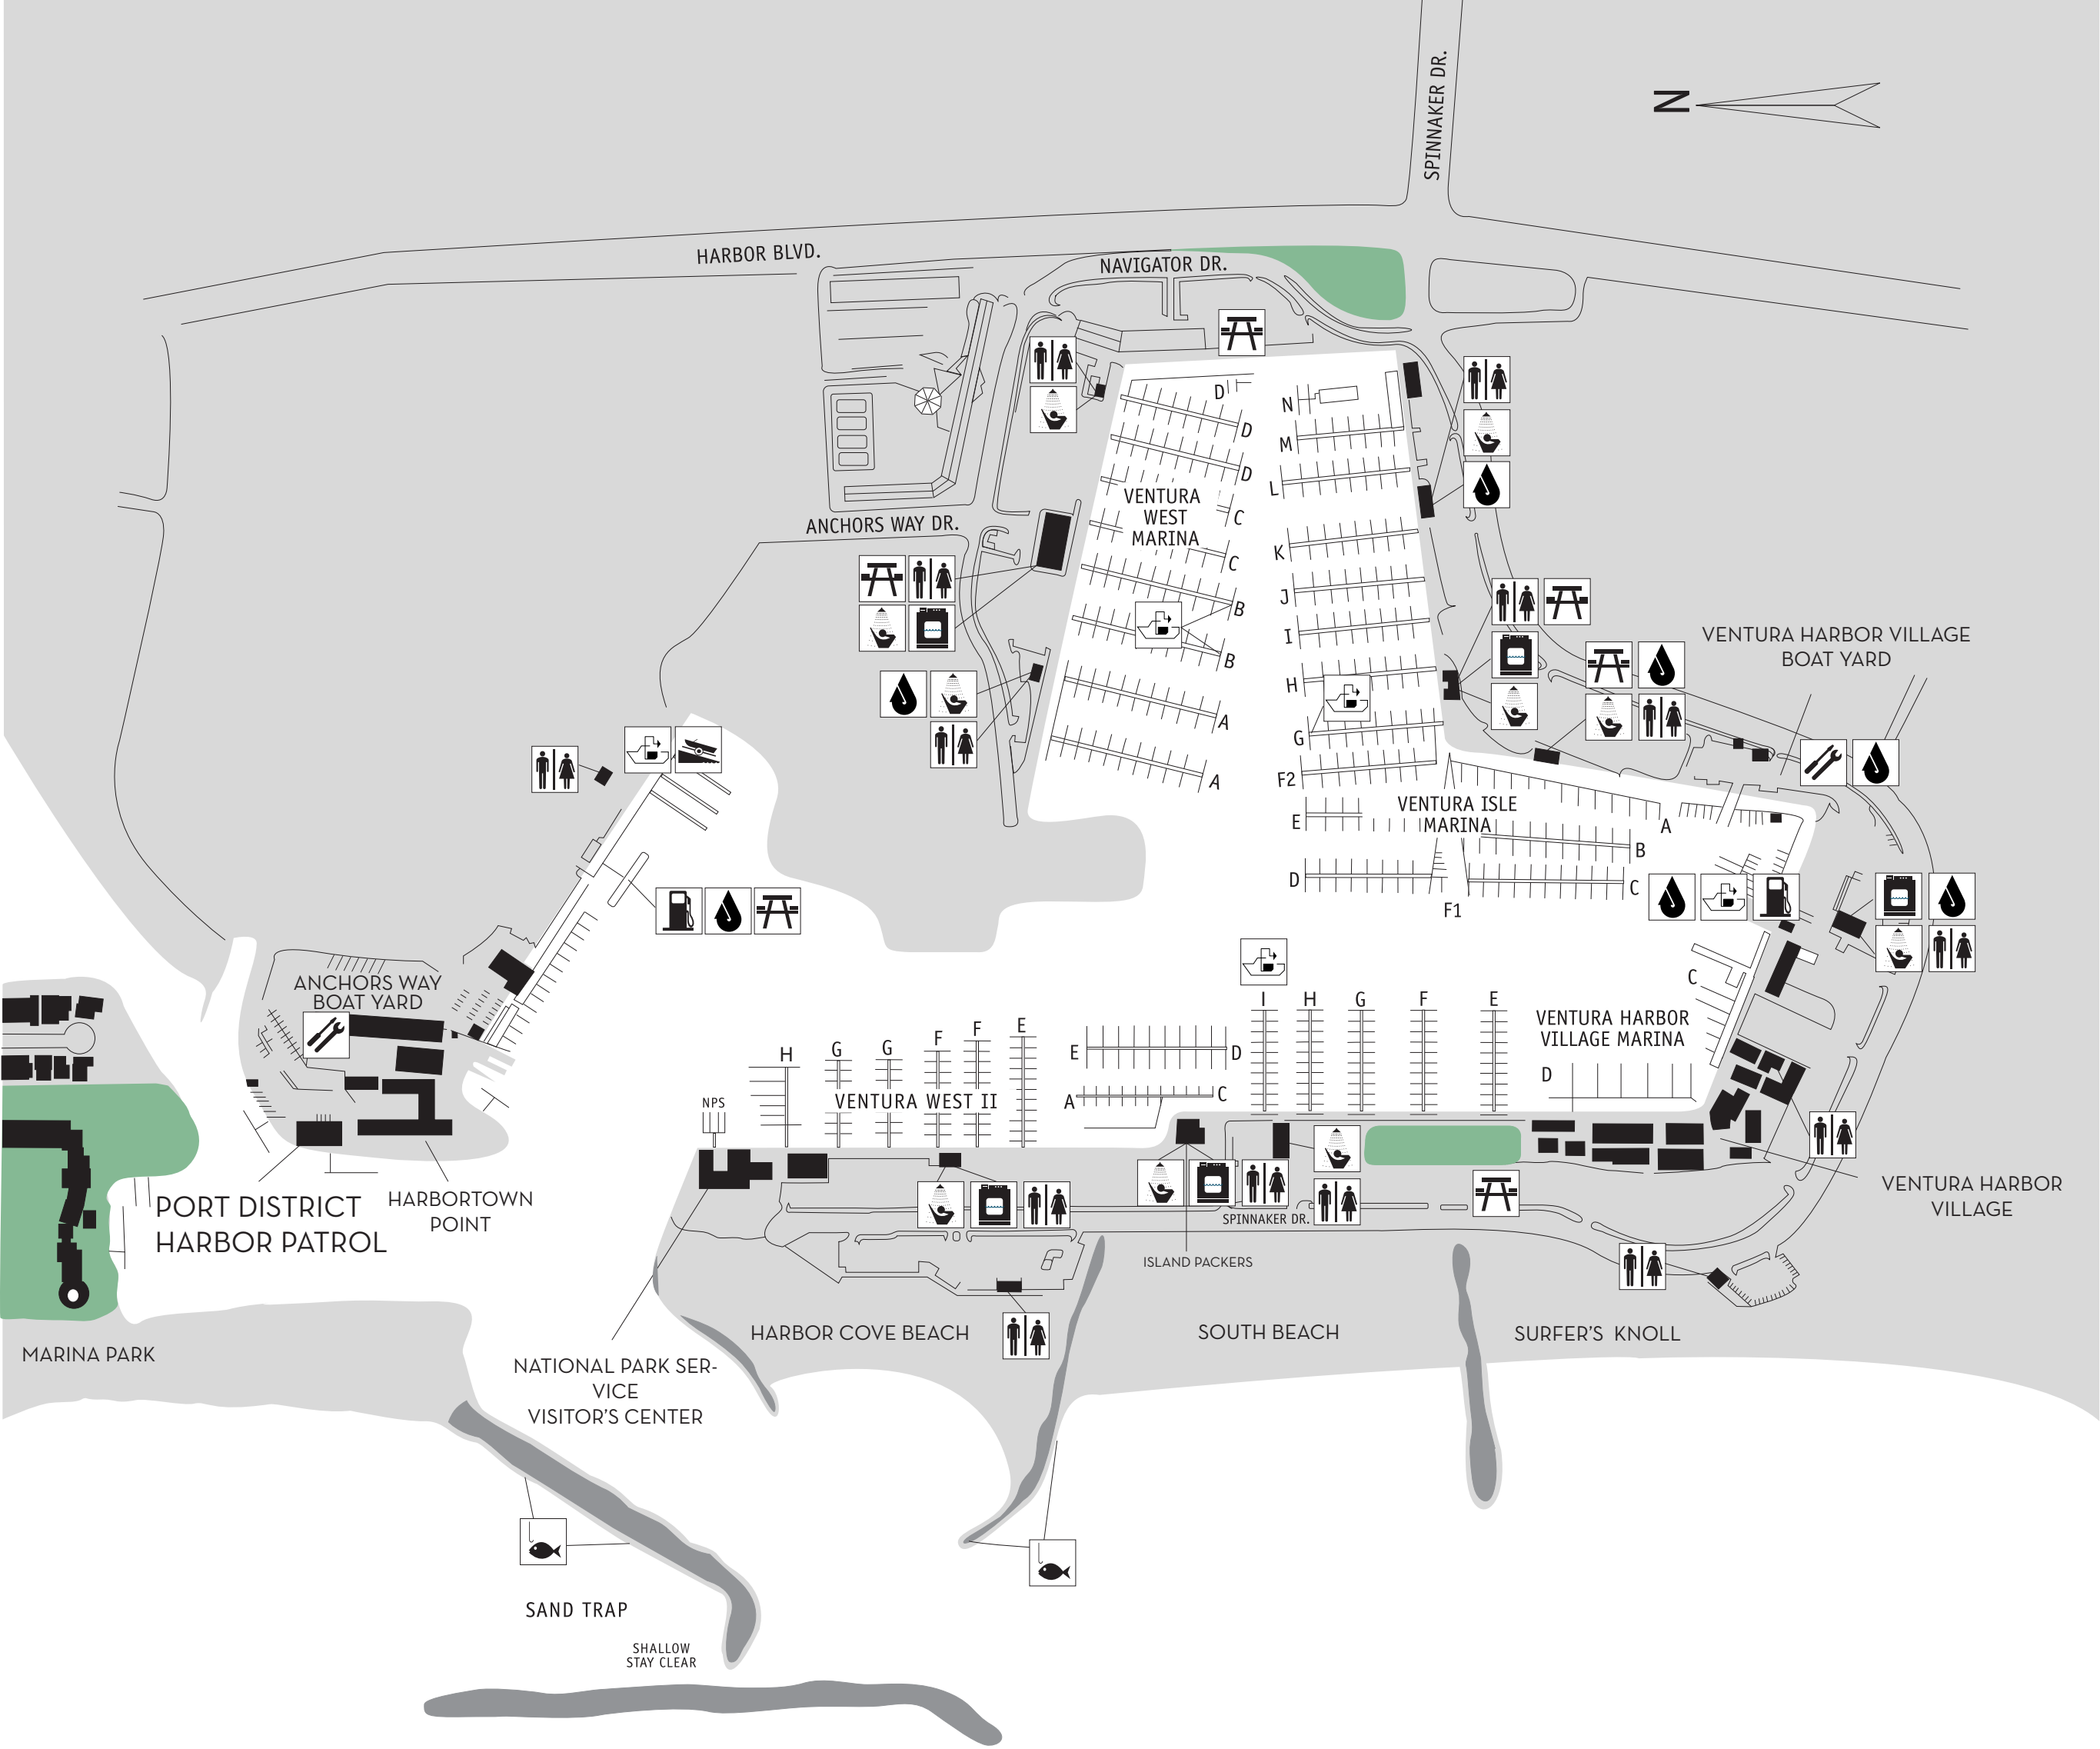 SPINNAKER DR.
N
HARBOR BLVD.
NAVIGATOR DR.
D
N
D
M
D
L
VENTURA
WEST
MARINA
C
ANCHORS WAY DR.
K
C
J
B
I
VENTURA HARBOR VILLAGE
BOAT YARD
B
H
A
G
A
F2
VENTURA ISLE
MARINA
E
A
B
D
C
F1
ANCHORS WAY
BOAT YARD
C
I
H
G
F
E
VENTURA HARBOR
VILLAGE MARINA
H
G
G
F
F
E
E
D
D
A
C
NPS
VENTURA WEST II
PORT DISTRICT
HARBOR PATROL
HARBORTOWN
POINT
VENTURA HARBOR
VILLAGE
SPINNAKER DR.
ISLAND PACKERS
MARINA PARK
HARBOR COVE BEACH
SOUTH BEACH
SURFER'S KNOLL
NATIONAL PARK SER-
VICE
VISITOR'S CENTER
SAND TRAP
SHALLOW
STAY CLEAR